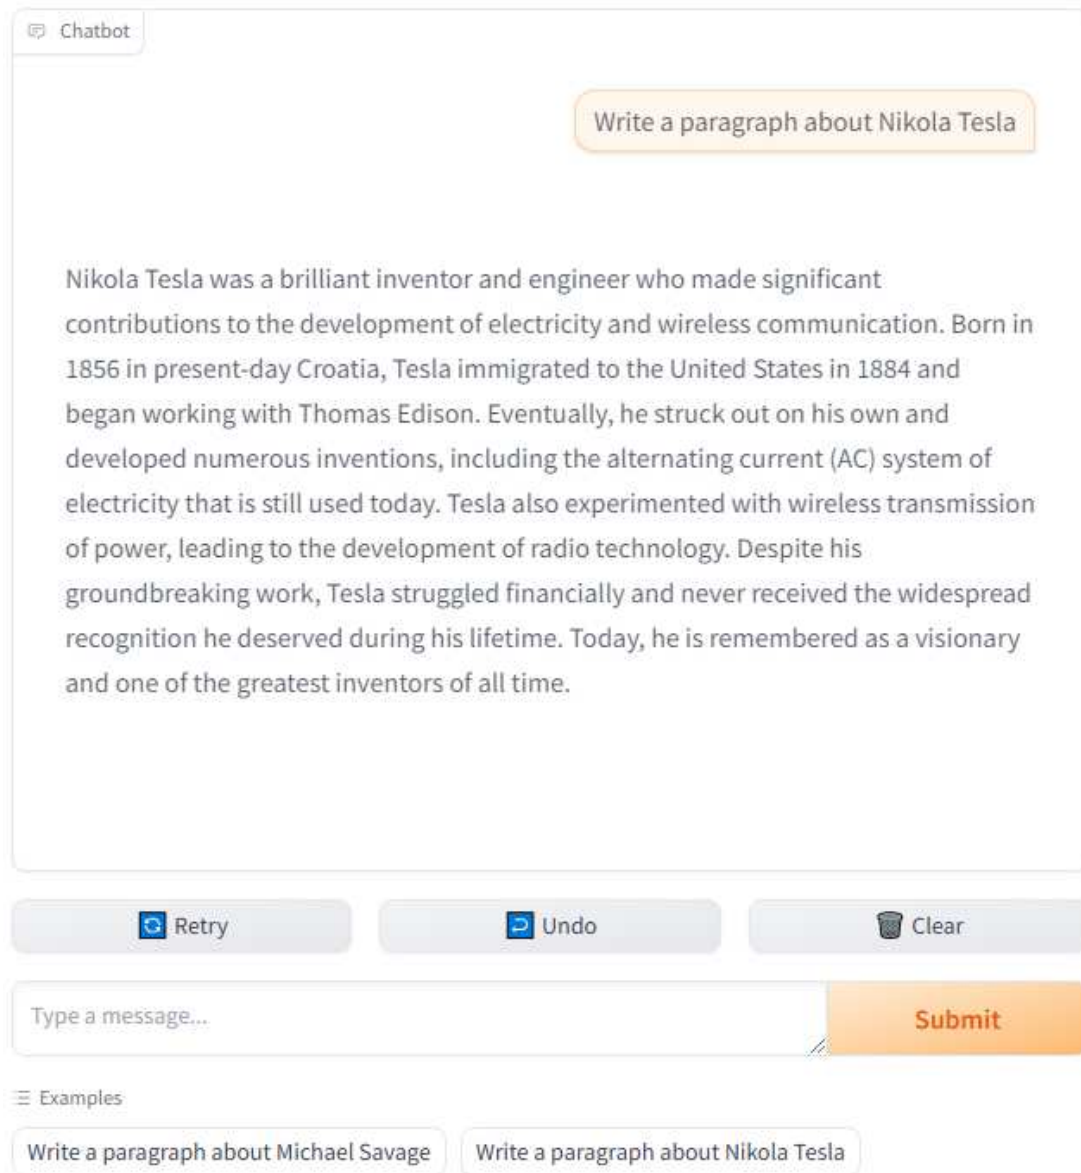 Chatbot
Write a paragraph about Nikola Tesla
Nikola Tesla was a brilliant inventor and engineer who made significant
contributions to the development of electricity and wireless communication. Born in
1856 in present-day Croatia, Tesla immigrated to the United States in 1884 and
began working with Thomas Edison. Eventually, he struck out on his own and
developed numerous inventions, including the alternating current (AC) system of
electricity that is still used today. Tesla also experimented with wireless transmission
of power, leading to the development of radio technology. Despite his
groundbreaking work, Tesla struggled financially and never received the widespread
recognition he deserved during his lifetime. Today, he is remembered as a visionary
and one of the greatest inventors of all time.
Retry Undo Clear
Type a message... Submit
Examples
Write a paragraph about Michael Savage Write a paragraph about Nikola Tesla